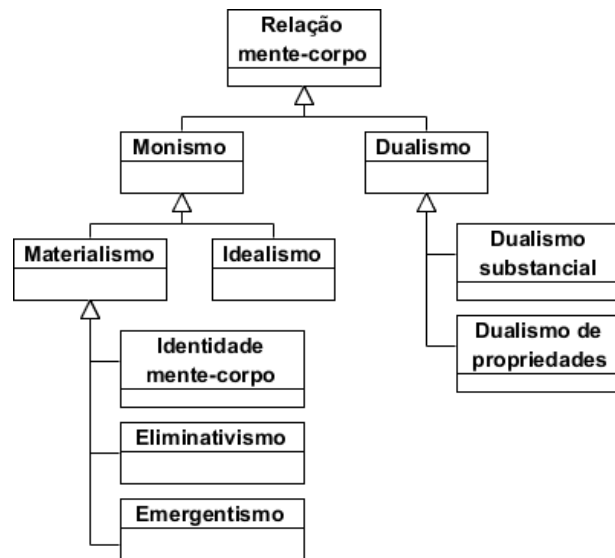 Relação
mente-corpo
Monismo
Dualismo
Materialismo
Idealismo
Dualismo
substancial
Dualismo de
propriedades
Identidade
mente-corpo
Eliminativismo
Emergentismo